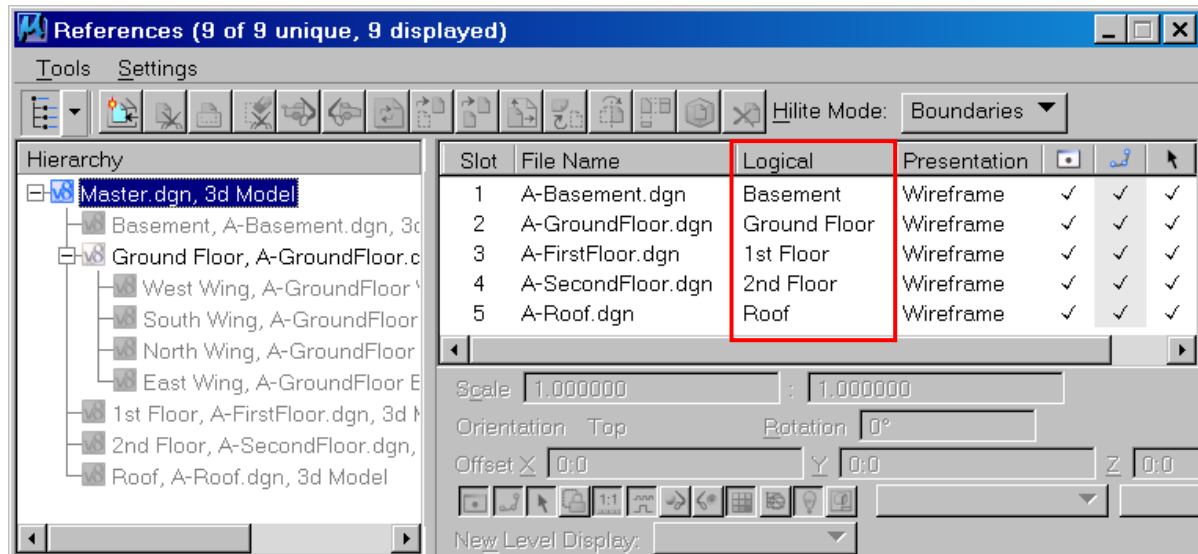 References (9 of 9 unique, 9 displayed)
Tools Settings
Hilite Mode: Boundaries
Hierarchy
Master.dgn, 3d Model
Basement, A-Basement.dgn, 3d
Ground Floor, A-GroundFloor.c
West Wing, A-GroundFloor
South Wing, A-GroundFloor
North Wing, A-GroundFloor
East Wing, A-GroundFloor E
1st Floor, A-FirstFloor.dgn, 3d M
2nd Floor, A-SecondFloor.dgn,
Roof, A-Roof.dgn, 3d Model
Slot File Name Logical Presentation
1 A-Basement.dgn Basement Wireframe ✓ ✓ ✓
2 A-GroundFloor.dgn Ground Floor Wireframe ✓ ✓ ✓
3 A-FirstFloor.dgn 1st Floor Wireframe ✓ ✓ ✓
4 A-SecondFloor.dgn 2nd Floor Wireframe ✓ ✓ ✓
5 A-Roof.dgn Roof Wireframe ✓ ✓ ✓
Scale 1.000000 : 1.000000
Orientation Top Rotation 0°
Offset X 0:0 Y 0:0 Z 0:0
1:1
New Level Display: